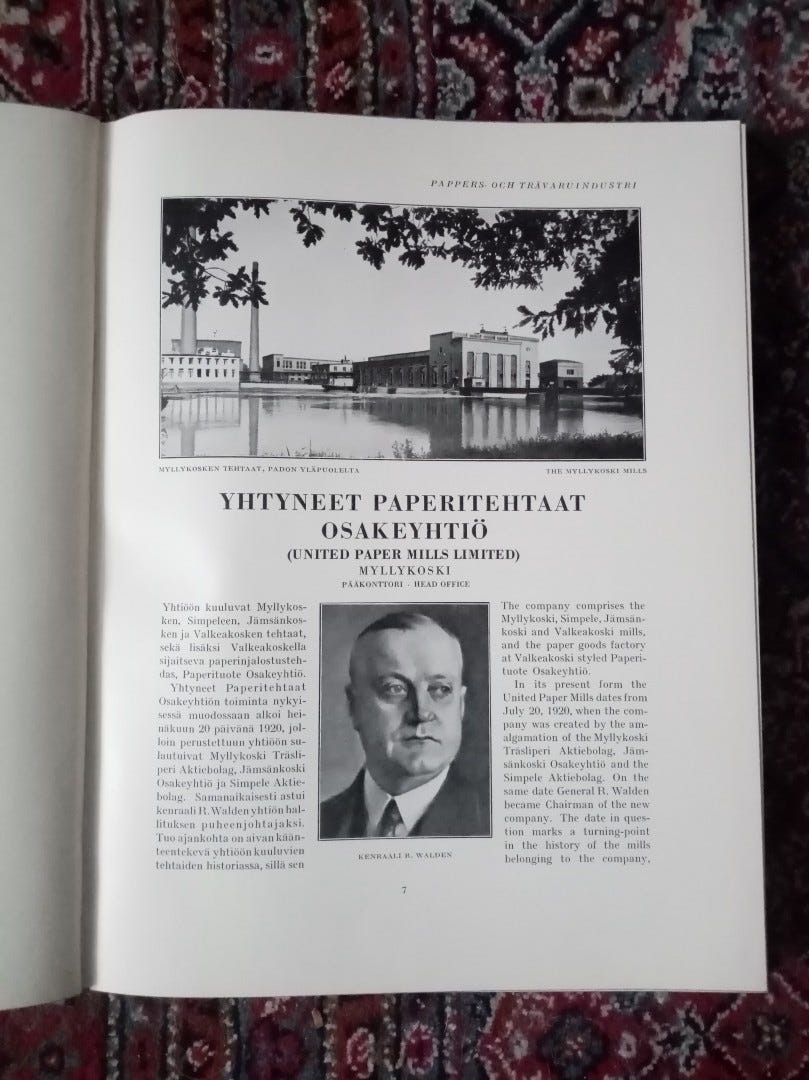 PAPPERS- OCH TRÄVARUINDUSTRI
MYLLYKOSKEN TEHTAAT, PADON YLÄPUOLELTA
THE MYLLYKOSKI MILLS
YHTYNEET PAPERITEHTAAT
OSAKEYHTIÖ
(UNITED PAPER MILLS LIMITED)
MYLLYKOSKI
PÄÄKONTTORI - HEAD OFFICE
Yhtiöön kuuluvat Myllykos-
ken, Simpeleen, Jämsänkos-
ken ja Valkeakosken tehtaat,
sekä lisäksi Valkeakoskella
sijaitseva paperinjalostusteh-
das, Paperituote Osakeyhtiö.
Yhtyneet Paperitehtaat
Osakeyhtiön toiminta nykyi-
sessä muodossaan alkoi hei-
näkuun 20 päivänä 1920, jol-
loin perustettuun yhtiöön su-
lautuivat Myllykoski Träsli-
peri Aktiebolag, Jämsänkoski
Osakeyhtiö ja Simpele Aktie-
bolag. Samanaikaisesti astui
kenraali R. Walden yhtiön hal-
lituksen puheenjohtajaksi.
Tuo ajankohta on aivan kään-
teentekevä yhtiöön kuuluvien
tehtaiden historiassa, sillä sen
KENRAALI R. WALDEN
The company comprises the
Myllykoski, Simpele, Jämsän-
koski and Valkeakoski mills,
and the paper goods factory
at Valkeakoski styled Paperi-
tuote Osakeyhtiö.
In its present form the
United Paper Mills dates from
July 20, 1920, when the com-
pany was created by the am-
algamation of the Myllykoski
Träsliperi Aktiebolag, Jäm-
sänkoski Osakeyhtiö and the
Simpele Aktiebolag. On the
same date General R. Walden
became Chairman of the new
company. The date in ques-
tion marks a turning-point
in the history of the mills
belonging to the company,
7